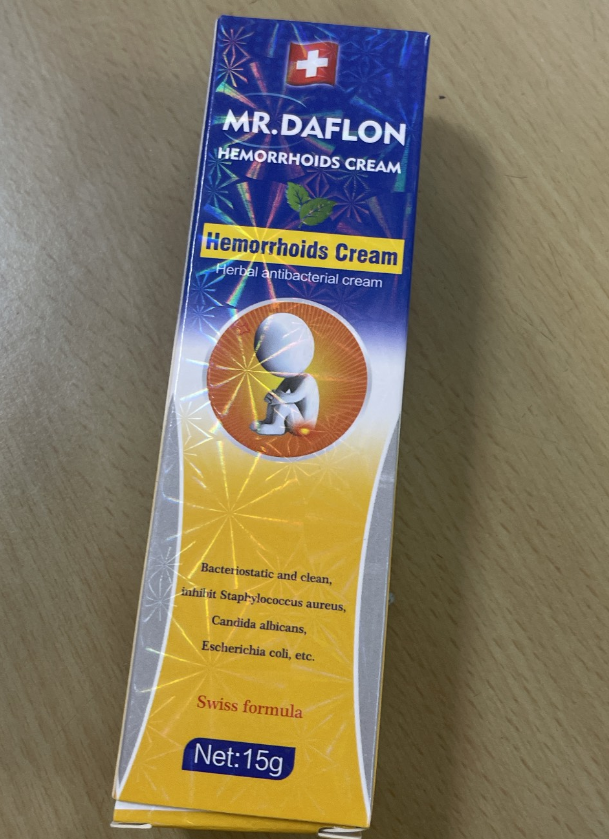 MR.DAFLON
HEMORRHOIDS CREAM
Hemorrhoids Cream
Herbal antibacterial cream
Bacteriostatic and clean,
inhibit Staphylococcus aureus,
Candida albicans,
Escherichia coli, etc.
Swiss formula
Net:15g